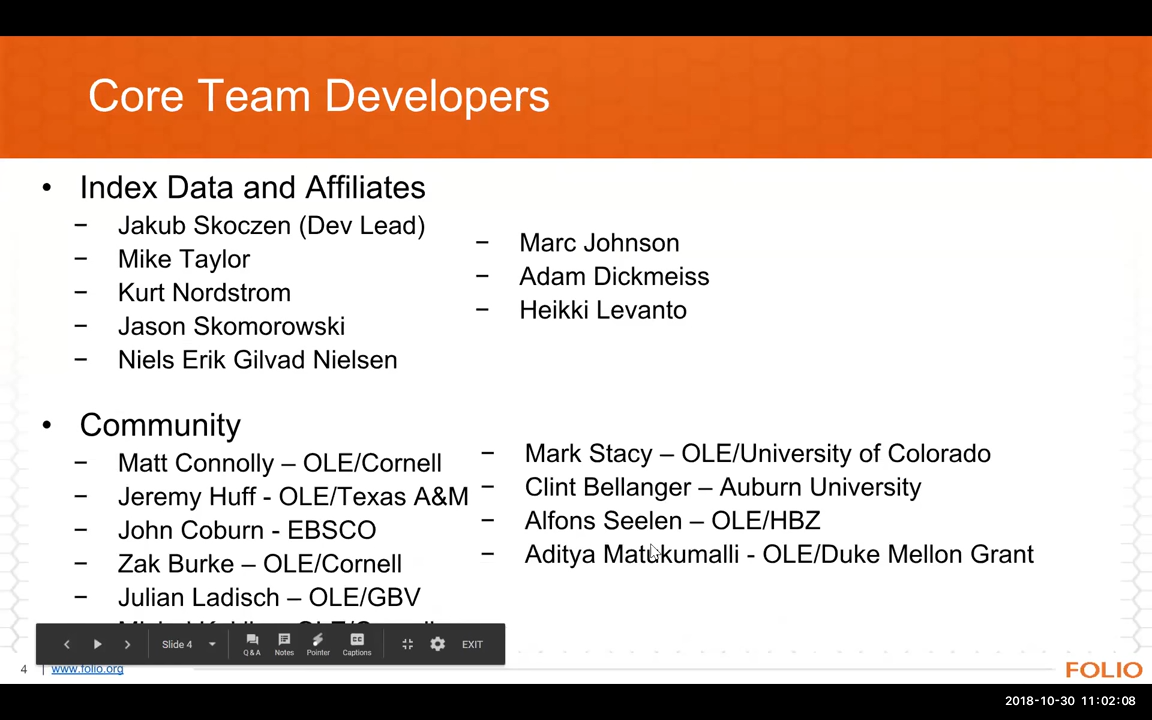 Core Team Developers
• Index Data and Affiliates
− Jakub Skoczen (Dev Lead)
− Mike Taylor
− Kurt Nordstrom
− Jason Skomorowski
− Niels Erik Gilvad Nielsen
− Marc Johnson
− Adam Dickmeiss
− Heikki Levanto
• Community
− Matt Connolly – OLE/Cornell
− Jeremy Huff - OLE/Texas A&M
− John Coburn - EBSCO
− Zak Burke – OLE/Cornell
− Julian Ladisch – OLE/GBV
− Mark Stacy – OLE/University of Colorado
− Clint Bellanger – Auburn University
− Alfons Seelen – OLE/HBZ
− Aditya Matukumalli - OLE/Duke Mellon Grant
Slide 4 Q & A Notes Pointer CC Captions EXIT
4 | www.folio.org
FOLIO
2018-10-30 11:02:08